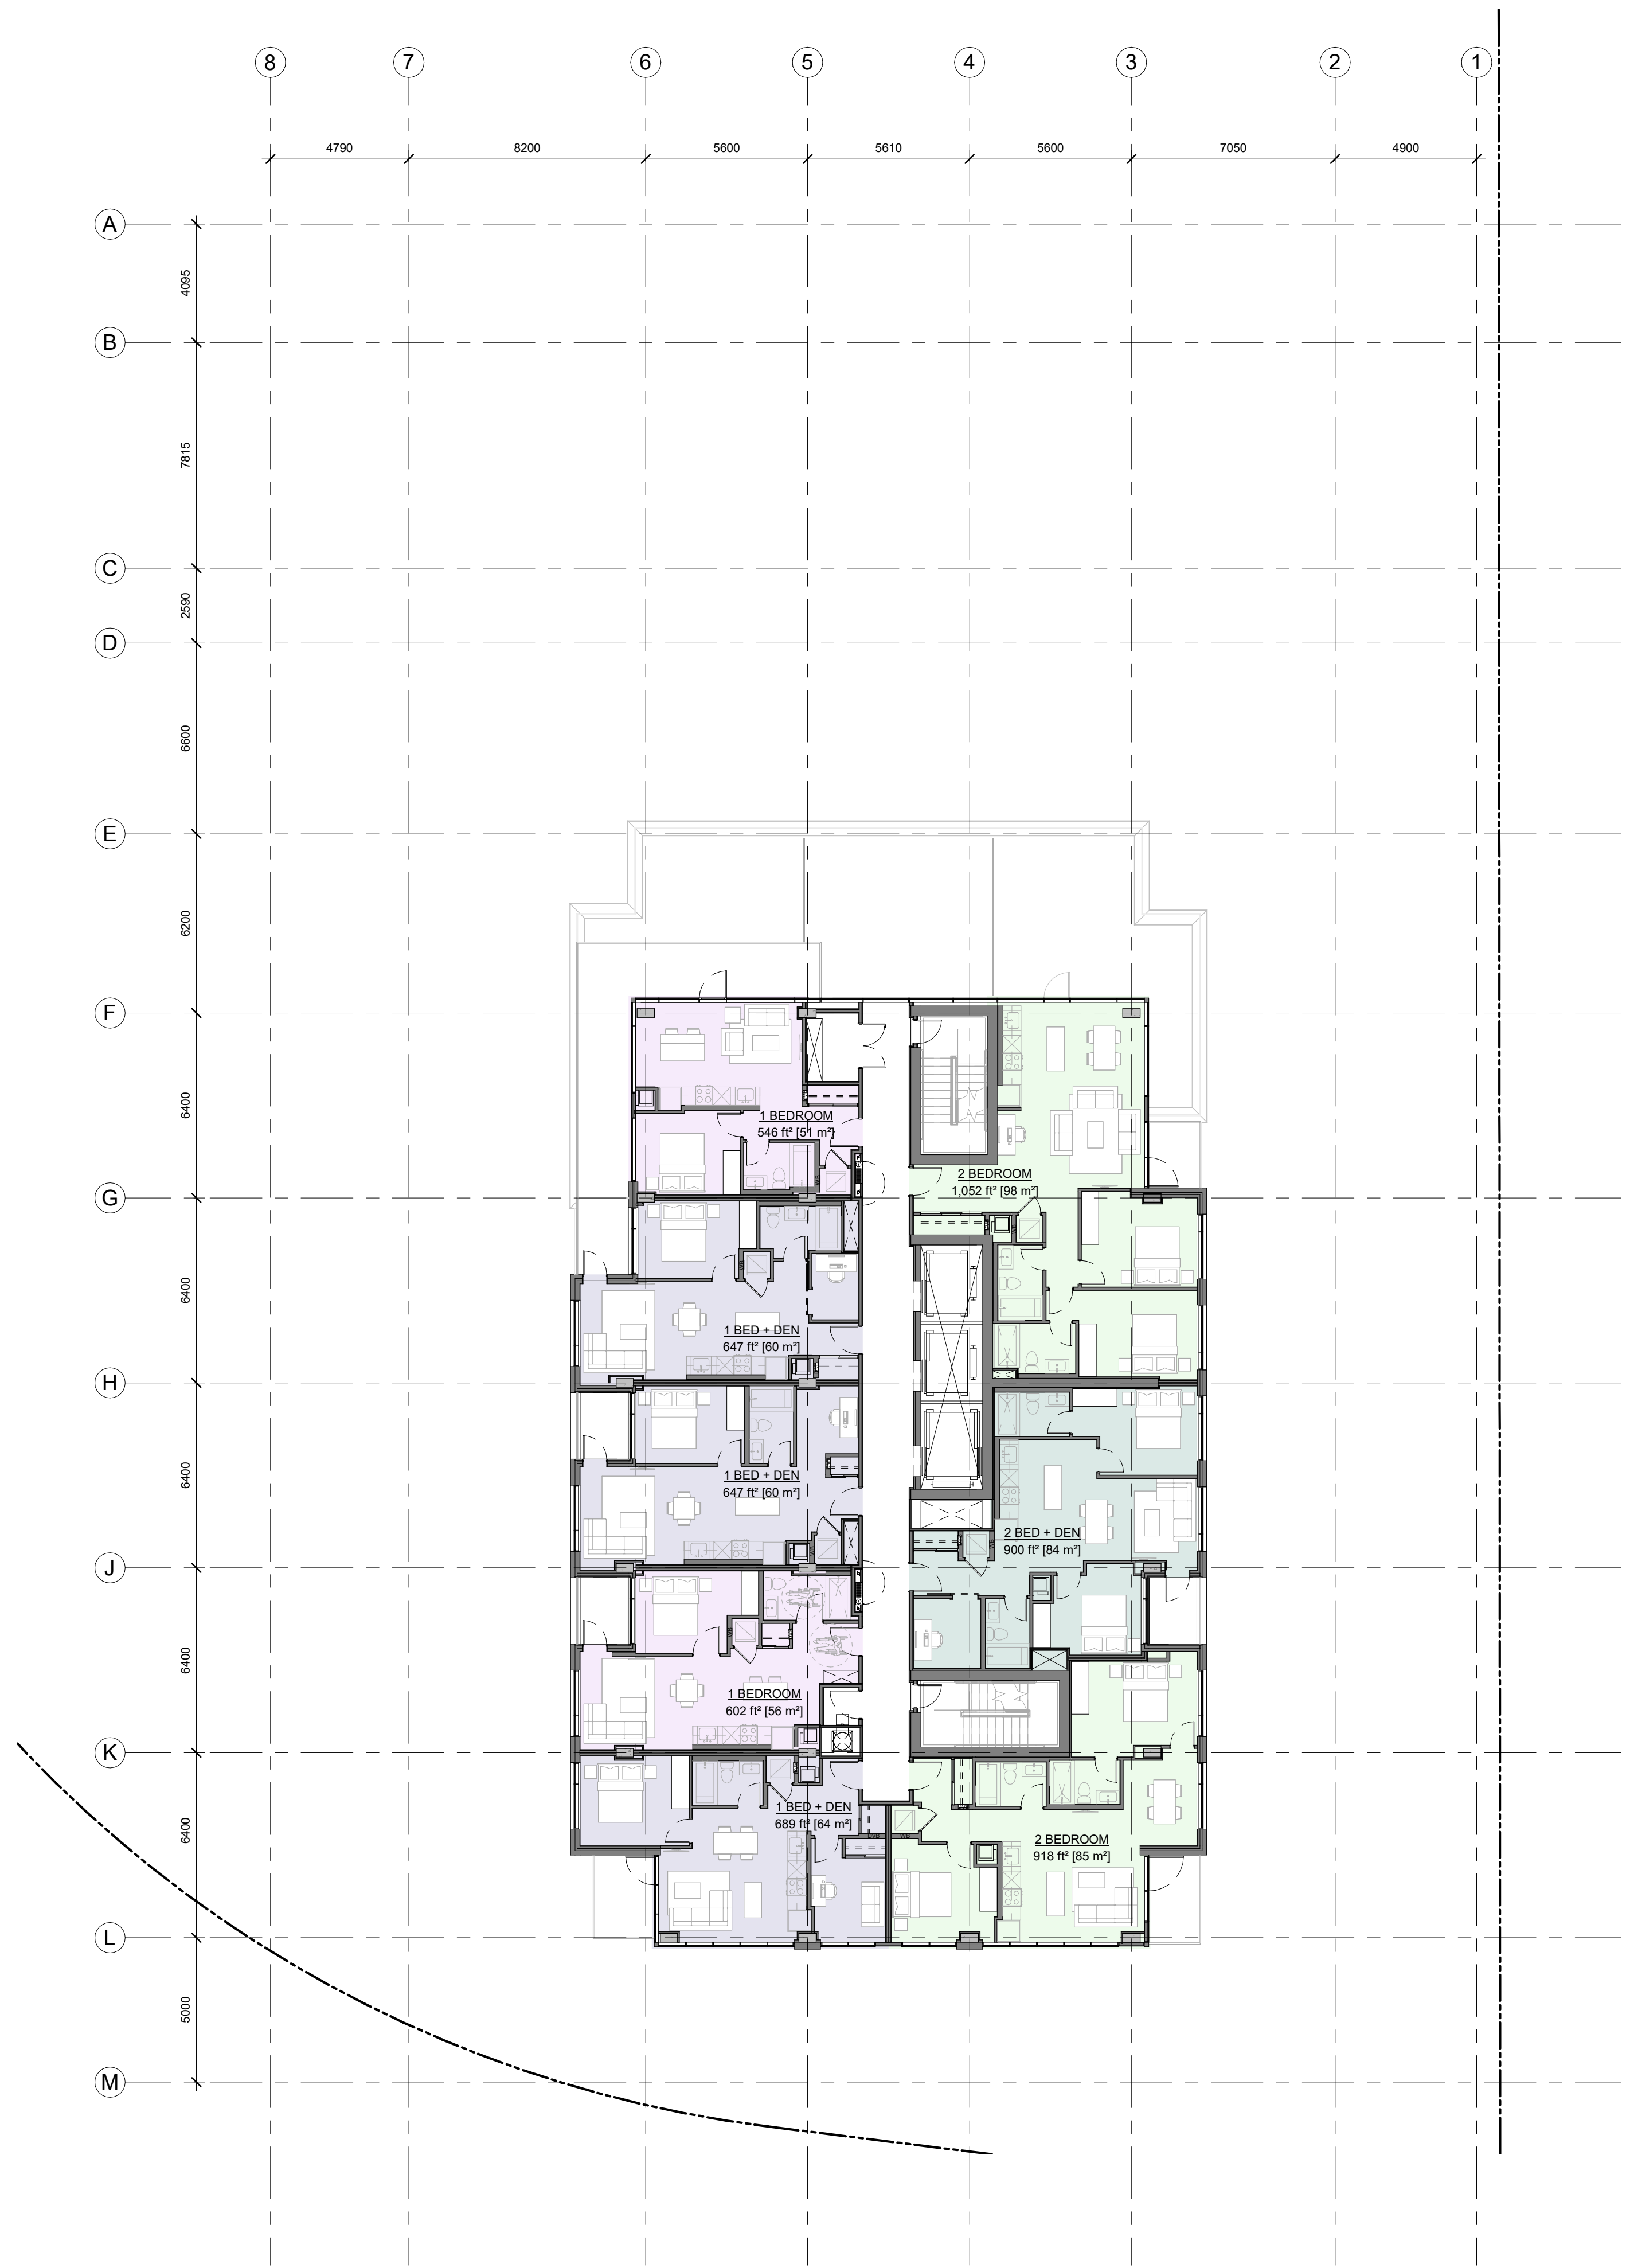 8 7 6 5 4 3 2 1
4790 8200 5600 5610 5600 7050 4900
A
4095
B
7815
C
2590
D
6600
E
6200
F
6400
1 BEDROOM
546 ft² [51 m²]
2 BEDROOM
1,052 ft² [98 m²]
G
6400
1 BED + DEN
647 ft² [60 m²]
H
6400
1 BED + DEN
647 ft² [60 m²]
2 BED + DEN
900 ft² [84 m²]
J
6400
1 BEDROOM
602 ft² [56 m²]
K
6400
1 BED + DEN
689 ft² [64 m²]
2 BEDROOM
918 ft² [85 m²]
L
5000
M